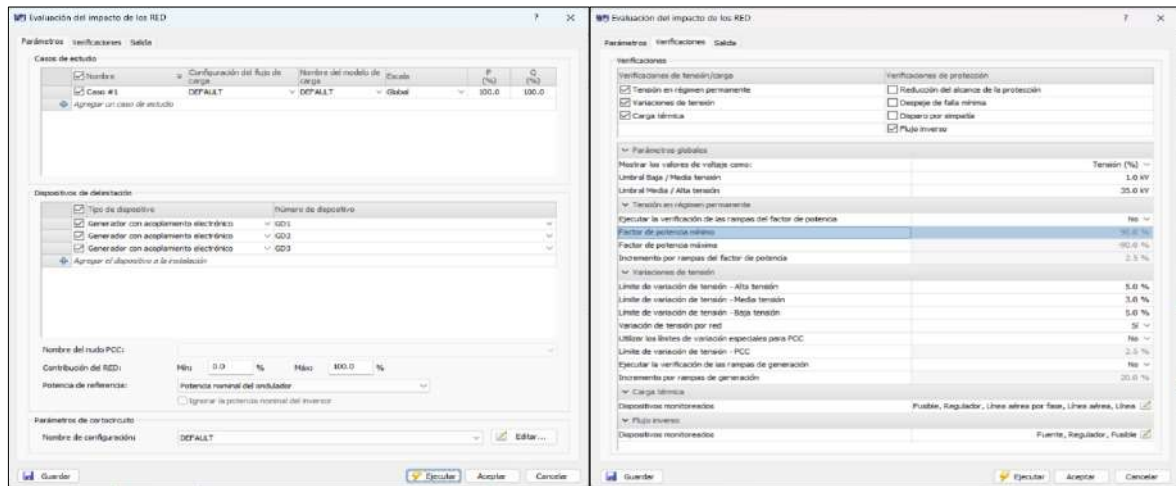 Evaluación del impacto de los RED ? ×
Parámetros Verificaciones Salida
Casos de estudio
Nombre Configuración del flujo de carga Nombre del modelo de carga Escala P (%) Q (%)
Caso #1 DEFAULT DEFAULT Global 100.0 100.0
Agregar un caso de estudio
Dispositivos de delimitación
Tipo de dispositivo Número de dispositivo
Generador con acoplamiento electrónico GD1
Generador con acoplamiento electrónico GD2
Generador con acoplamiento electrónico GD3
Agregar el dispositivo a la instalación
Nombre del nudo PCC:
Contribución del RED: Mín: 0.0 % Máx: 100.0 %
Potencia de referencia: Potencia nominal del ondulador
Ignorar la potencia nominal del inversor
Parámetros de cortocircuito
Nombre de configuración: DEFAULT Editar...
Guardar Ejecutar Aceptar Cancelar
Evaluación del impacto de los RED ? ×
Parámetros Verificaciones Salida
Verificaciones
Verificaciones de tensión/carga Verificaciones de protección
Tensión en régimen permanente Reducción del alcance de la protección
Variaciones de tensión Despeje de falla mínima
Carga térmica Disparo por simpatía
Flujo inverso
Parámetros globales
Mostrar los valores de voltaje como: Tensión (%)
Umbral Baja / Media tensión 1.0 kV
Umbral Media / Alta tensión 35.0 kV
Tensión en régimen permanente
Ejecutar la verificación de las rampas del factor de potencia No
Factor de potencia mínimo 90.0 %
Factor de potencia máximo -90.0 %
Incremento por rampas del factor de potencia 2.5 %
Variaciones de tensión
Límite de variación de tensión - Alta tensión 5.0 %
Límite de variación de tensión - Media tensión 3.0 %
Límite de variación de tensión - Baja tensión 5.0 %
Variación de tensión por red Sí
Utilizar los límites de variación especiales para PCC No
Límite de variación de tensión - PCC 2.5 %
Ejecutar la verificación de las rampas de generación No
Incremento por rampas de generación 20.0 %
Carga térmica
Dispositivos monitoreados Fusible, Regulador, Línea aérea por fase, Línea aérea, Línea
Flujo inverso
Dispositivos monitoreados Fuente, Regulador, Fusible
Guardar Ejecutar Aceptar Cancelar